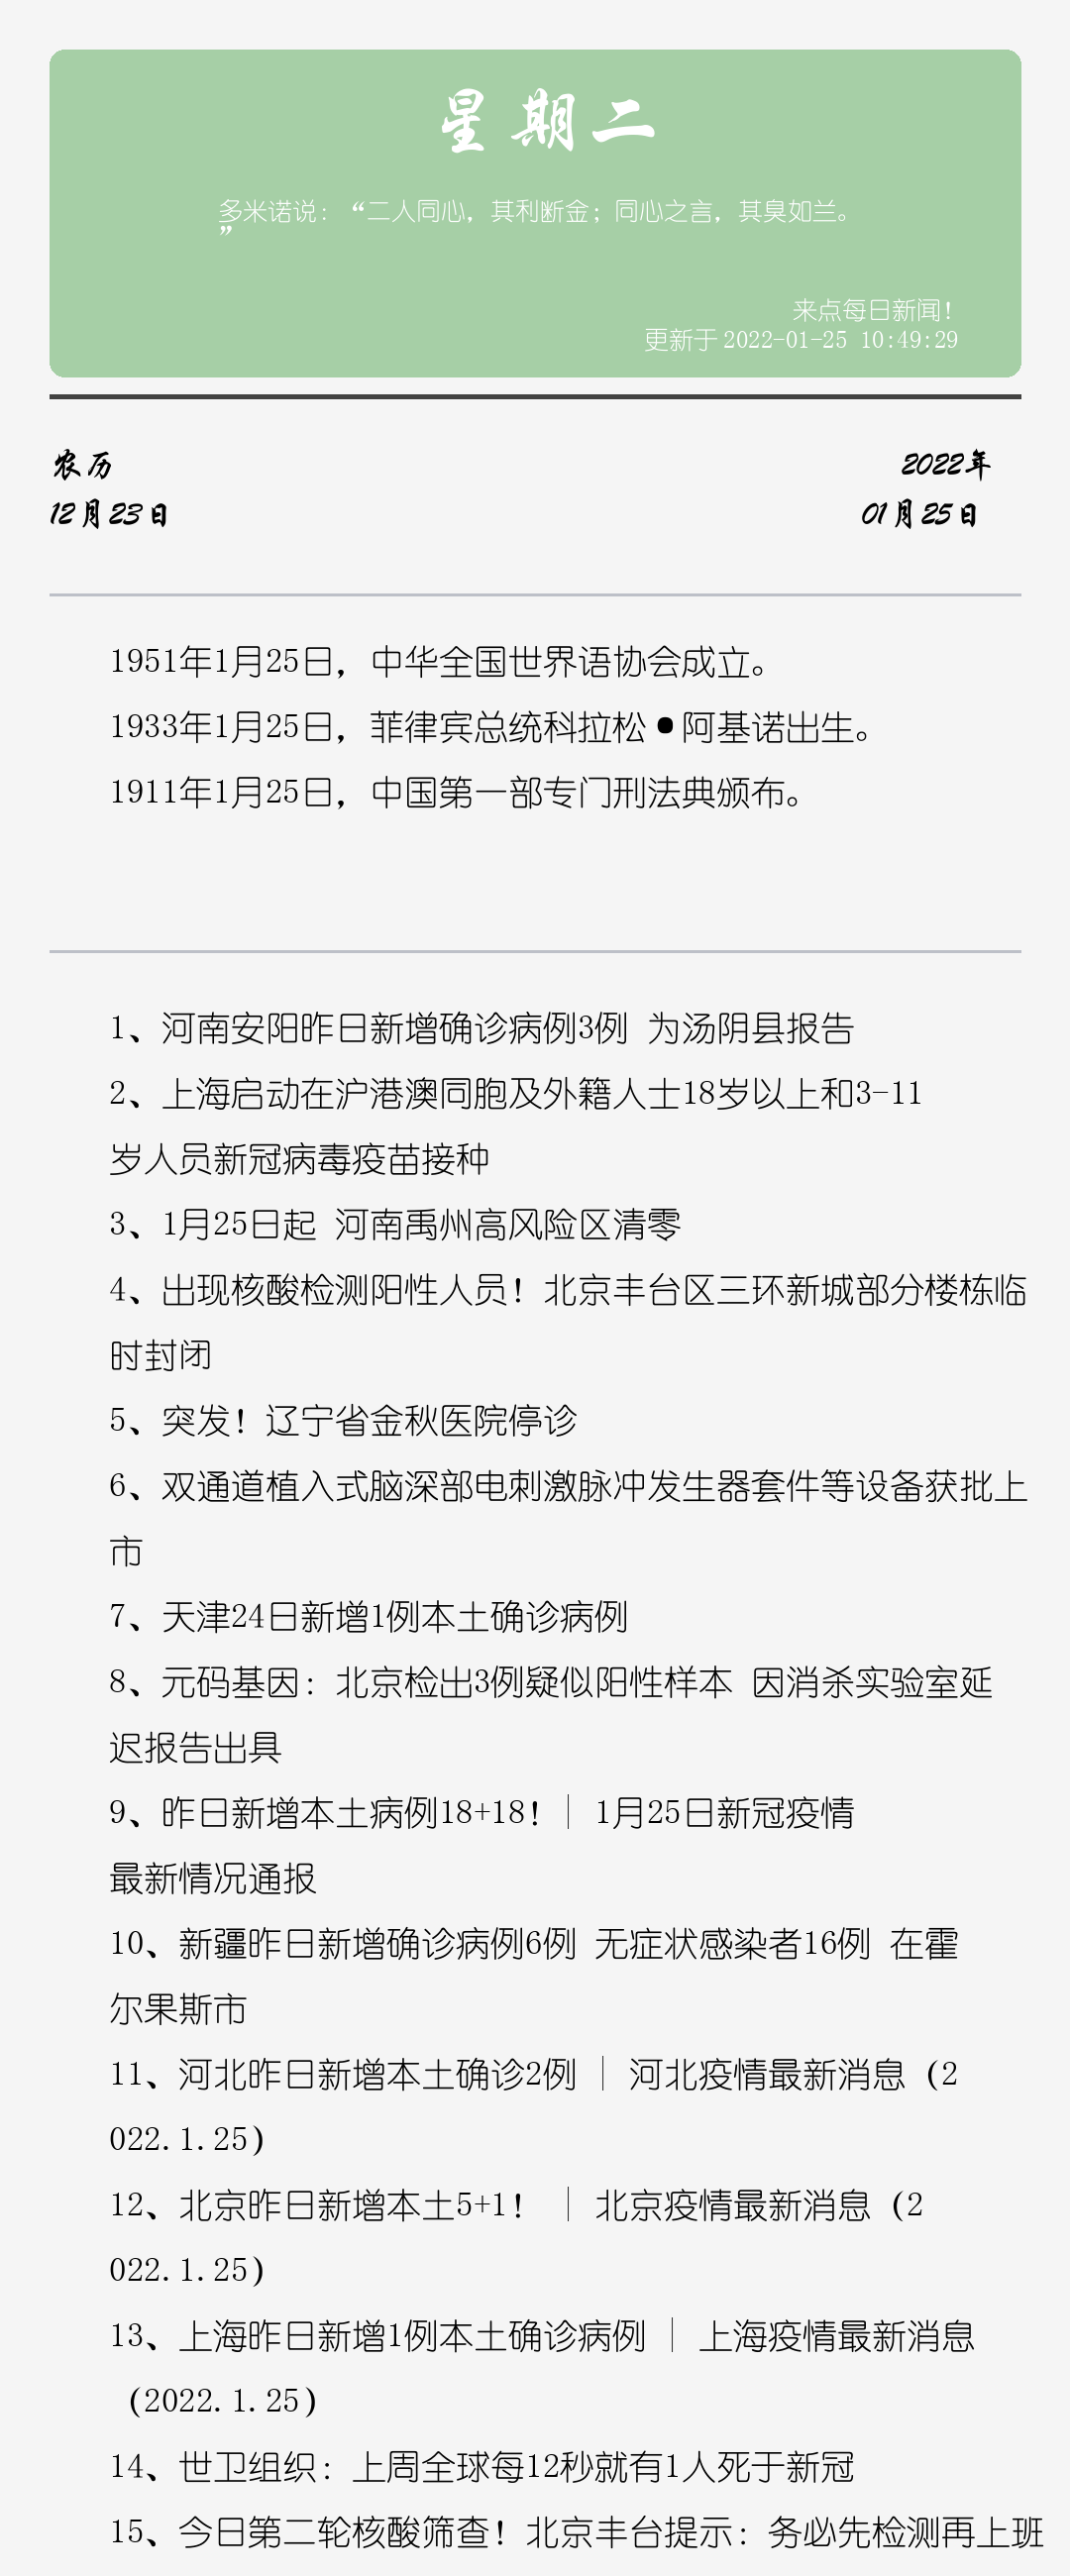 星期二
多米诺说：“二人同心，其利断金；同心之言，其臭如兰。
”
来点每日新闻！
更新于 2022-01-25 10:49:29
农历
2022年
12月23日
01月25日
1951年1月25日，中华全国世界语协会成立。
1933年1月25日，菲律宾总统科拉松•阿基诺出生。
1911年1月25日，中国第一部专门刑法典颁布。
1、河南安阳昨日新增确诊病例3例 为汤阴县报告
2、上海启动在沪港澳同胞及外籍人士18岁以上和3-11
岁人员新冠病毒疫苗接种
3、1月25日起 河南禹州高风险区清零
4、出现核酸检测阳性人员！北京丰台区三环新城部分楼栋临
时封闭
5、突发！辽宁省金秋医院停诊
6、双通道植入式脑深部电刺激脉冲发生器套件等设备获批上
市
7、天津24日新增1例本土确诊病例
8、元码基因：北京检出3例疑似阳性样本 因消杀实验室延
迟报告出具
9、昨日新增本土病例18+18！｜ 1月25日新冠疫情
最新情况通报
10、新疆昨日新增确诊病例6例 无症状感染者16例 在霍
尔果斯市
11、河北昨日新增本土确诊2例 ｜ 河北疫情最新消息（2
022.1.25）
12、北京昨日新增本土5+1！ ｜ 北京疫情最新消息（2
022.1.25）
13、上海昨日新增1例本土确诊病例 ｜ 上海疫情最新消息
（2022.1.25）
14、世卫组织：上周全球每12秒就有1人死于新冠
15、今日第二轮核酸筛查！北京丰台提示：务必先检测再上班